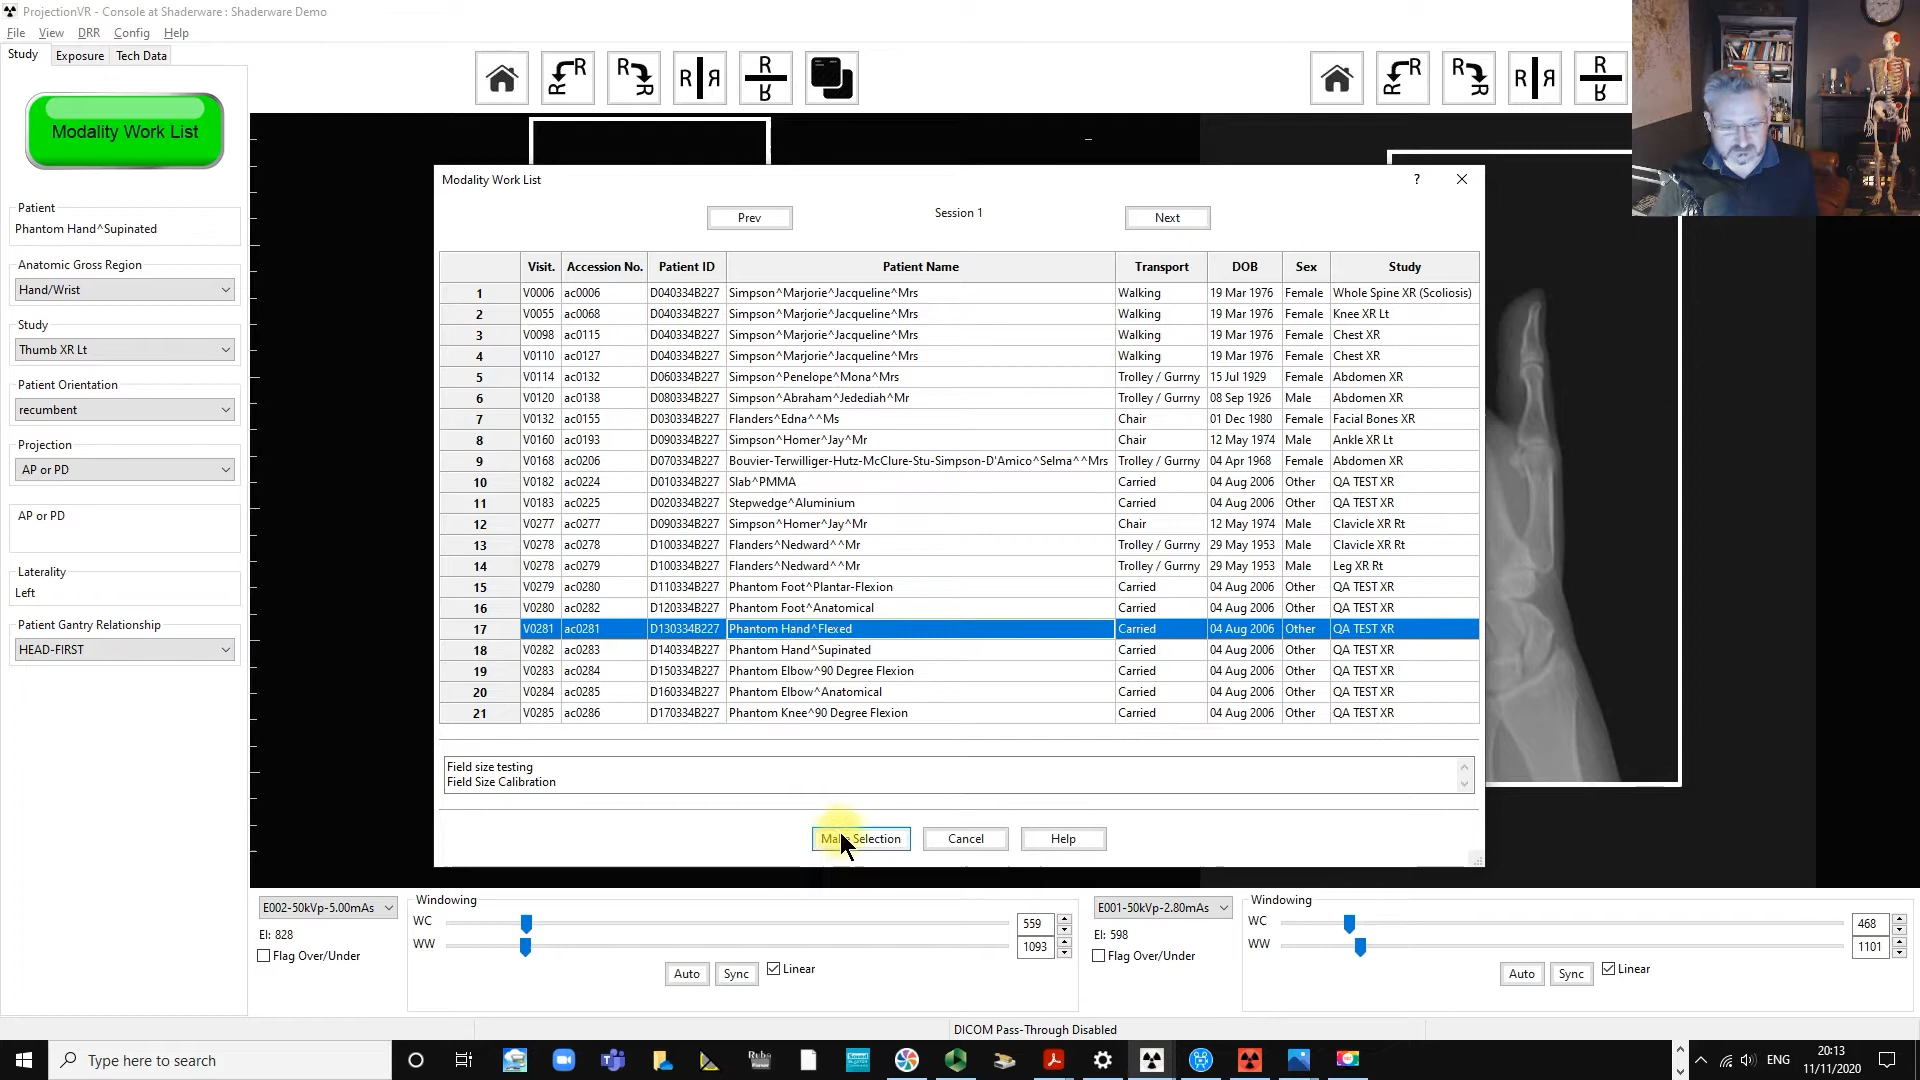 ProjectionVR - Console at Shaderware : Shaderware Demo
File View DRR Config Help
Study Exposure Tech Data
Modality Work List
Patient
Phantom Hand^Supinated
Anatomic Gross Region
Hand/Wrist
Study
Thumb XR Lt
Patient Orientation
recumbent
Projection
AP or PD
AP or PD
Laterality
Left
Patient Gantry Relationship
HEAD-FIRST
Modality Work List
Prev Session 1 Next
Visit. Accession No. Patient ID Patient Name Transport DOB Sex Study
1 V0006 ac0006 D040334B227 Simpson^Marjorie^Jacqueline^Mrs Walking 19 Mar 1976 Female Whole Spine XR (Scoliosis)
2 V0055 ac0068 D040334B227 Simpson^Marjorie^Jacqueline^Mrs Walking 19 Mar 1976 Female Knee XR Lt
3 V0098 ac0115 D040334B227 Simpson^Marjorie^Jacqueline^Mrs Walking 19 Mar 1976 Female Chest XR
4 V0110 ac0127 D040334B227 Simpson^Marjorie^Jacqueline^Mrs Walking 19 Mar 1976 Female Chest XR
5 V0114 ac0132 D060334B227 Simpson^Penelope^Mona^Mrs Trolley / Gurrny 15 Jul 1929 Female Abdomen XR
6 V0120 ac0138 D080334B227 Simpson^Abraham^Jedediah^Mr Trolley / Gurrny 08 Sep 1926 Male Abdomen XR
7 V0132 ac0155 D030334B227 Flanders^Edna^^Ms Chair 01 Dec 1980 Female Facial Bones XR
8 V0160 ac0193 D090334B227 Simpson^Homer^Jay^Mr Chair 12 May 1974 Male Ankle XR Lt
9 V0168 ac0206 D070334B227 Bouvier-Terwilliger-Hutz-McClure-Stu-Simpson-D'Amico^Selma^^Mrs Trolley / Gurrny 04 Apr 1968 Female Abdomen XR
10 V0182 ac0224 D010334B227 Slab^PMMA Carried 04 Aug 2006 Other QA TEST XR
11 V0183 ac0225 D020334B227 Stepwedge^Aluminium Carried 04 Aug 2006 Other QA TEST XR
12 V0277 ac0277 D090334B227 Simpson^Homer^Jay^Mr Chair 12 May 1974 Male Clavicle XR Rt
13 V0278 ac0278 D100334B227 Flanders^Nedward^^Mr Trolley / Gurrny 29 May 1953 Male Clavicle XR Rt
14 V0278 ac0279 D100334B227 Flanders^Nedward^^Mr Trolley / Gurrny 29 May 1953 Male Leg XR Rt
15 V0279 ac0280 D110334B227 Phantom Foot^Plantar-Flexion Carried 04 Aug 2006 Other QA TEST XR
16 V0280 ac0282 D120334B227 Phantom Foot^Anatomical Carried 04 Aug 2006 Other QA TEST XR
17 V0281 ac0281 D130334B227 Phantom Hand^Flexed Carried 04 Aug 2006 Other QA TEST XR
18 V0282 ac0283 D140334B227 Phantom Hand^Supinated Carried 04 Aug 2006 Other QA TEST XR
19 V0283 ac0284 D150334B227 Phantom Elbow^90 Degree Flexion Carried 04 Aug 2006 Other QA TEST XR
20 V0284 ac0285 D160334B227 Phantom Elbow^Anatomical Carried 04 Aug 2006 Other QA TEST XR
21 V0285 ac0286 D170334B227 Phantom Knee^90 Degree Flexion Carried 04 Aug 2006 Other QA TEST XR
Field size testing
Field Size Calibration
Make Selection Cancel Help
E002-50kVp-5.00mAs Windowing E001-50kVp-2.80mAs Windowing
WC 559 WC 468
EI: 828 EI: 598
WW 1093 WW 1101
Flag Over/Under Flag Over/Under
Auto Sync Linear Auto Sync Linear
DICOM Pass-Through Disabled
Type here to search
ENG 20:13
11/11/2020